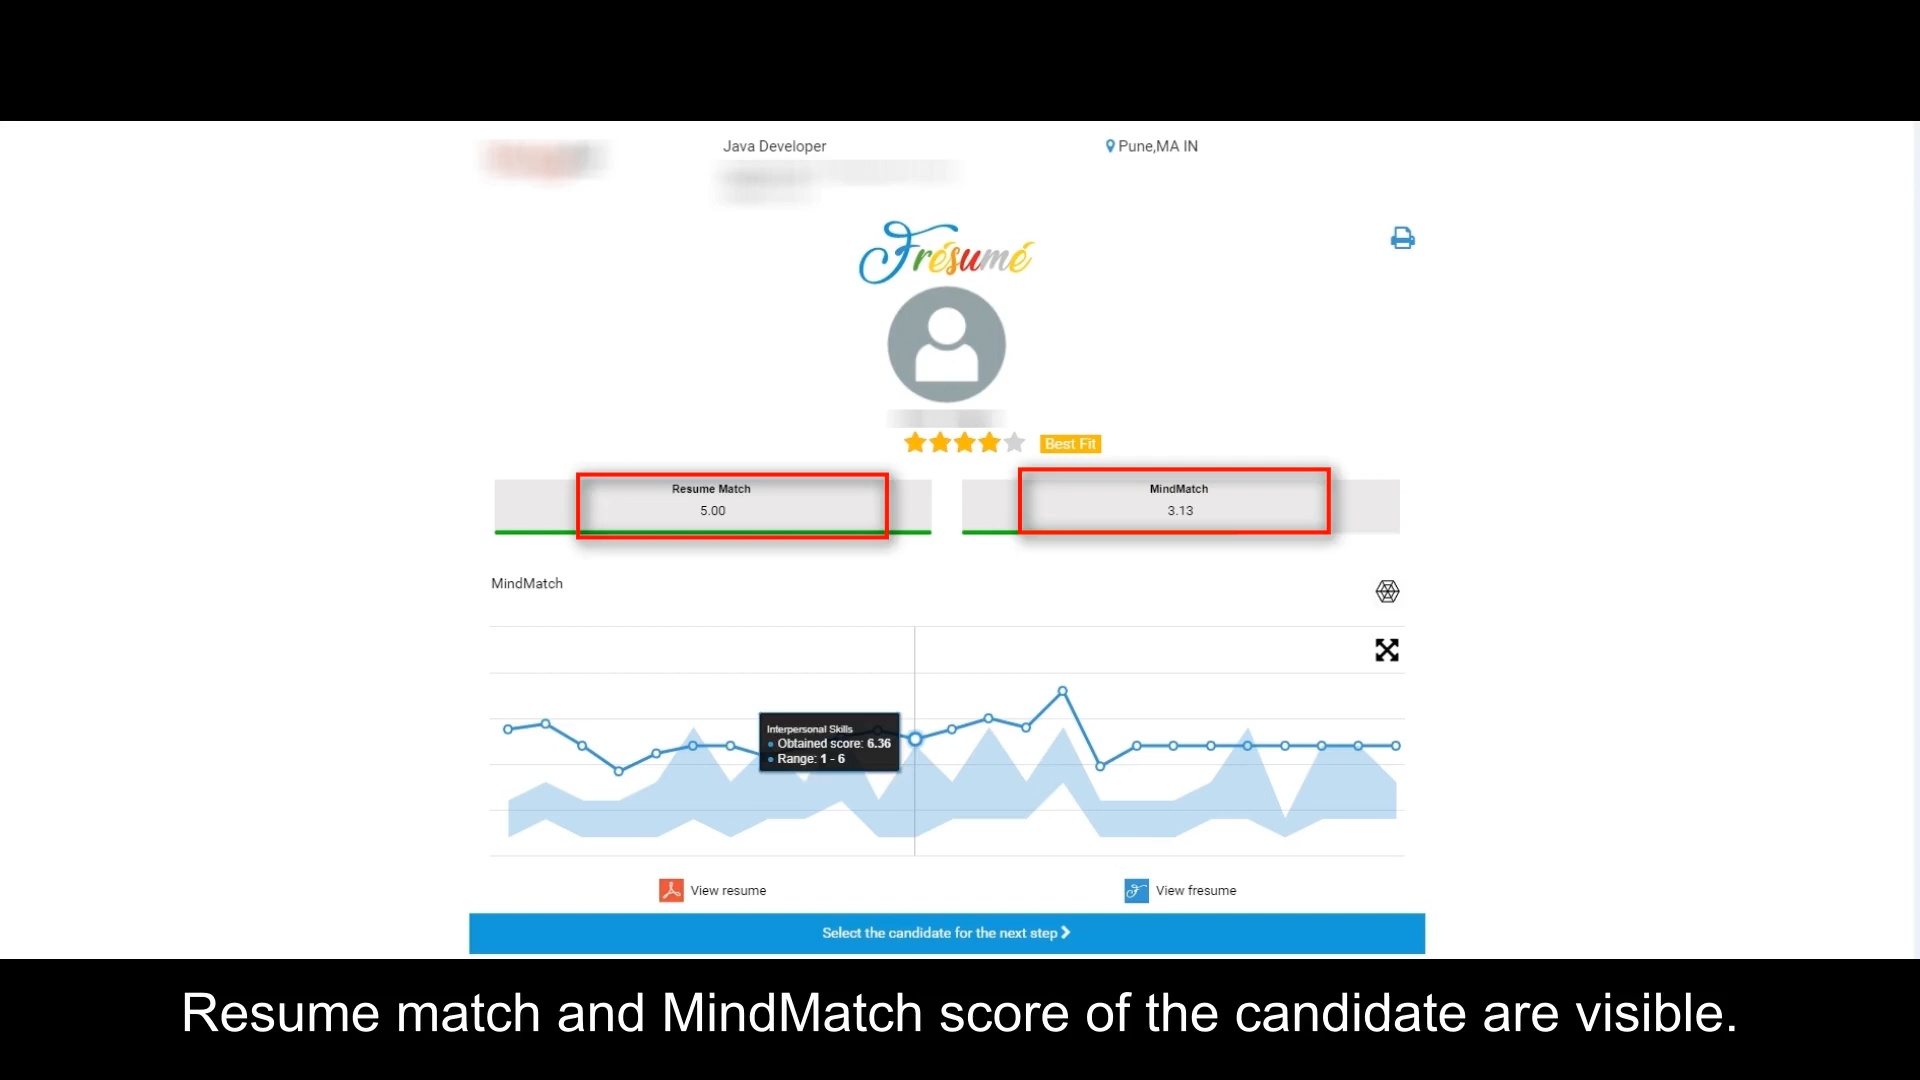 Java Developer
Pune,MA IN
Frésumé
Best Fit
Resume Match
5.00
MindMatch
3.13
MindMatch
Interpersonal Skills
Obtained score: 6.36
Range: 1 - 6
View resume
View fresume
Select the candidate for the next step
Resume match and MindMatch score of the candidate are visible.